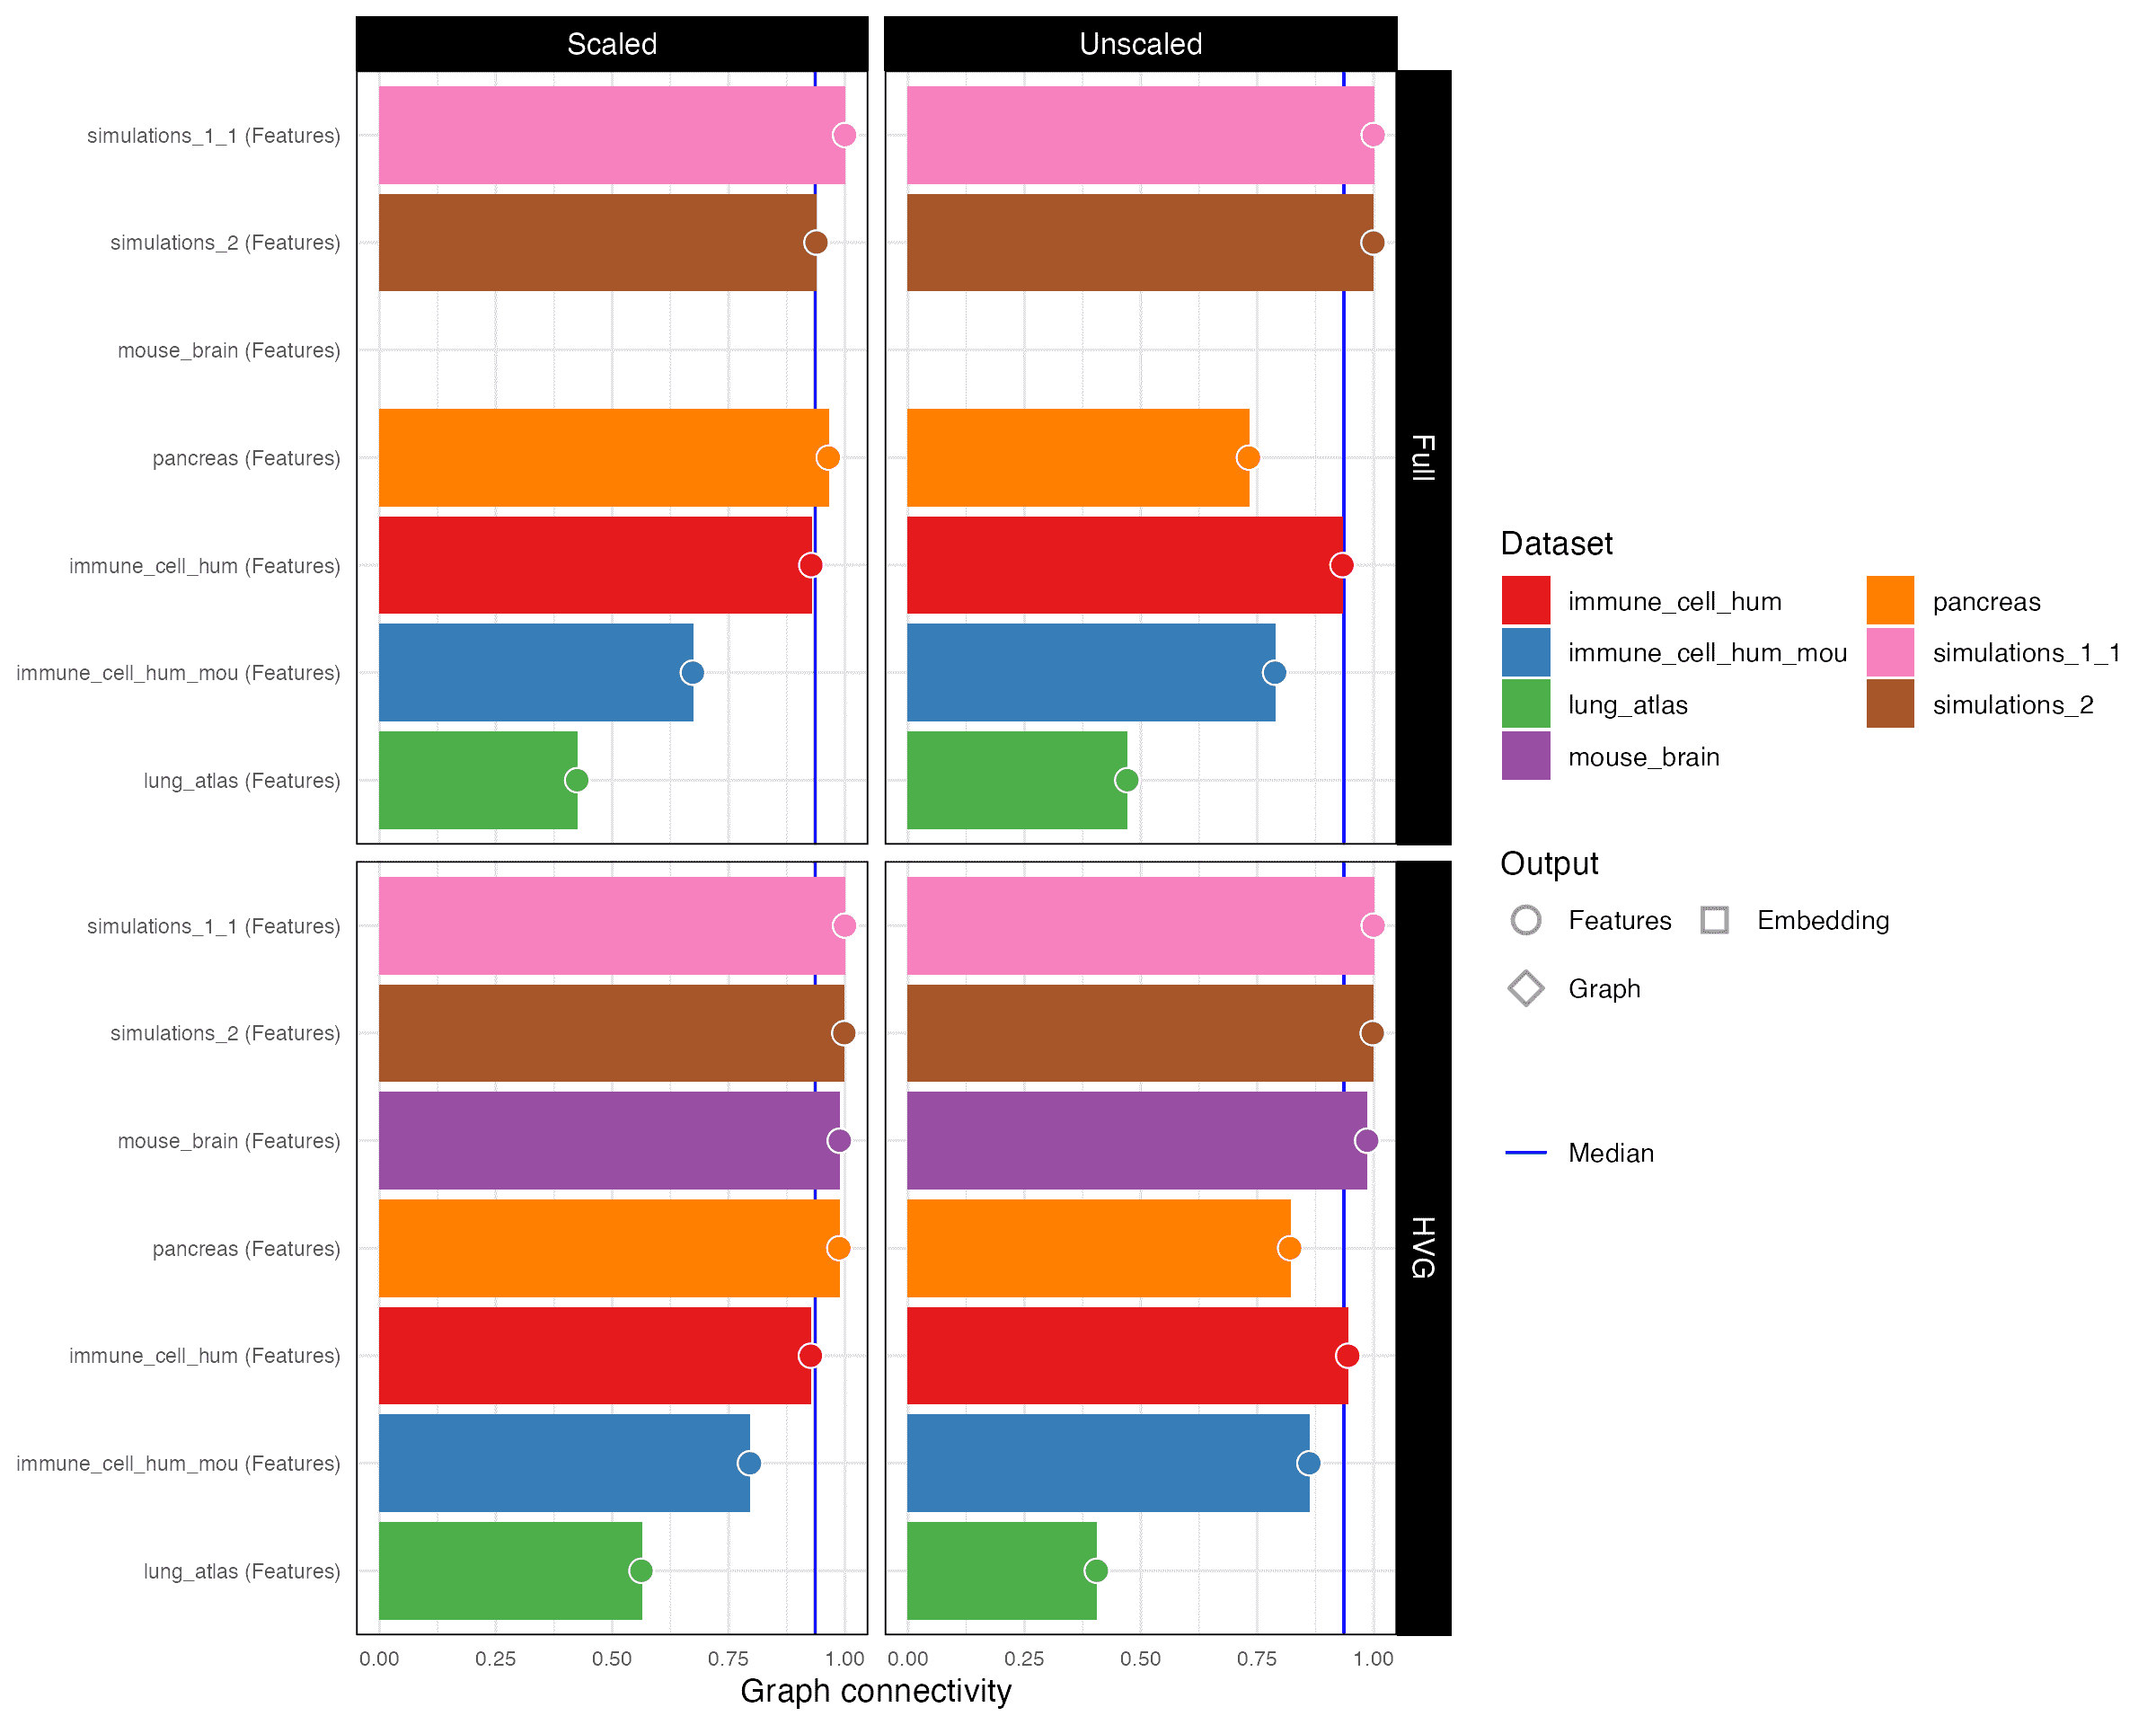 Scaled
Unscaled
simulations_1_1 (Features)
simulations_2 (Features)
mouse_brain (Features)
pancreas (Features)
immune_cell_hum (Features)
immune_cell_hum_mou (Features)
lung_atlas (Features)
Full
simulations_1_1 (Features)
simulations_2 (Features)
mouse_brain (Features)
pancreas (Features)
immune_cell_hum (Features)
immune_cell_hum_mou (Features)
lung_atlas (Features)
HVG
0.00 0.25 0.50 0.75 1.00
0.00 0.25 0.50 0.75 1.00
Graph connectivity
Dataset
immune_cell_hum
pancreas
immune_cell_hum_mou
simulations_1_1
lung_atlas
simulations_2
mouse_brain
Output
Features
Embedding
Graph
Median